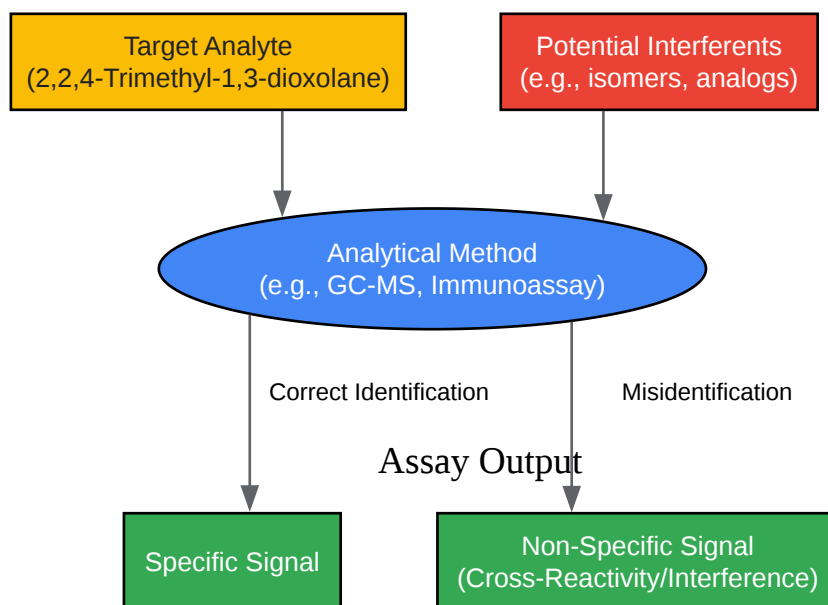 Target Analyte
(2,2,4-Trimethyl-1,3-dioxolane)
Potential Interferents
(e.g., isomers, analogs)
Analytical Method
(e.g., GC-MS, Immunoassay)
Correct Identification
Misidentification
Assay Output
Specific Signal
Non-Specific Signal
(Cross-Reactivity/Interference)